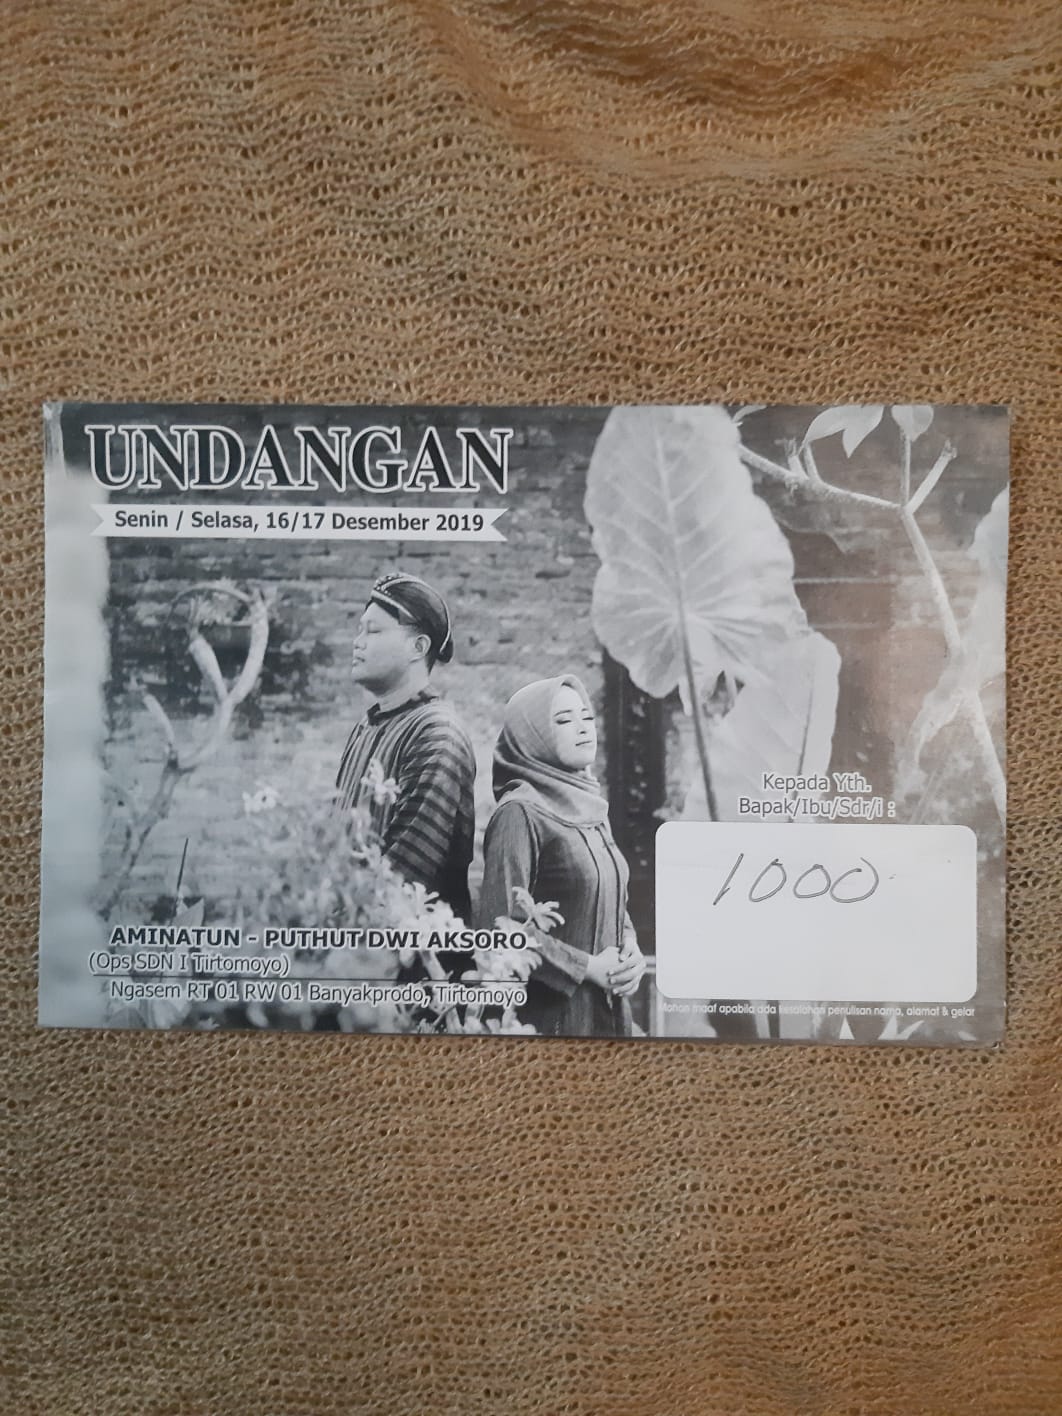 UNDANGAN
Senin / Selasa, 16/17 Desember 2019
Kepada Yth.
Bapak/Ibu/Sdr/i :
1000
AMINATUN - PUTHUT DWI AKSORO
(Ops SDN I Tirtomoyo)
Ngasem RT 01 RW 01 Banyakprodo, Tirtomoyo
Mohon maaf apabila ada kesalahan penulisan nama, alamat & gelar